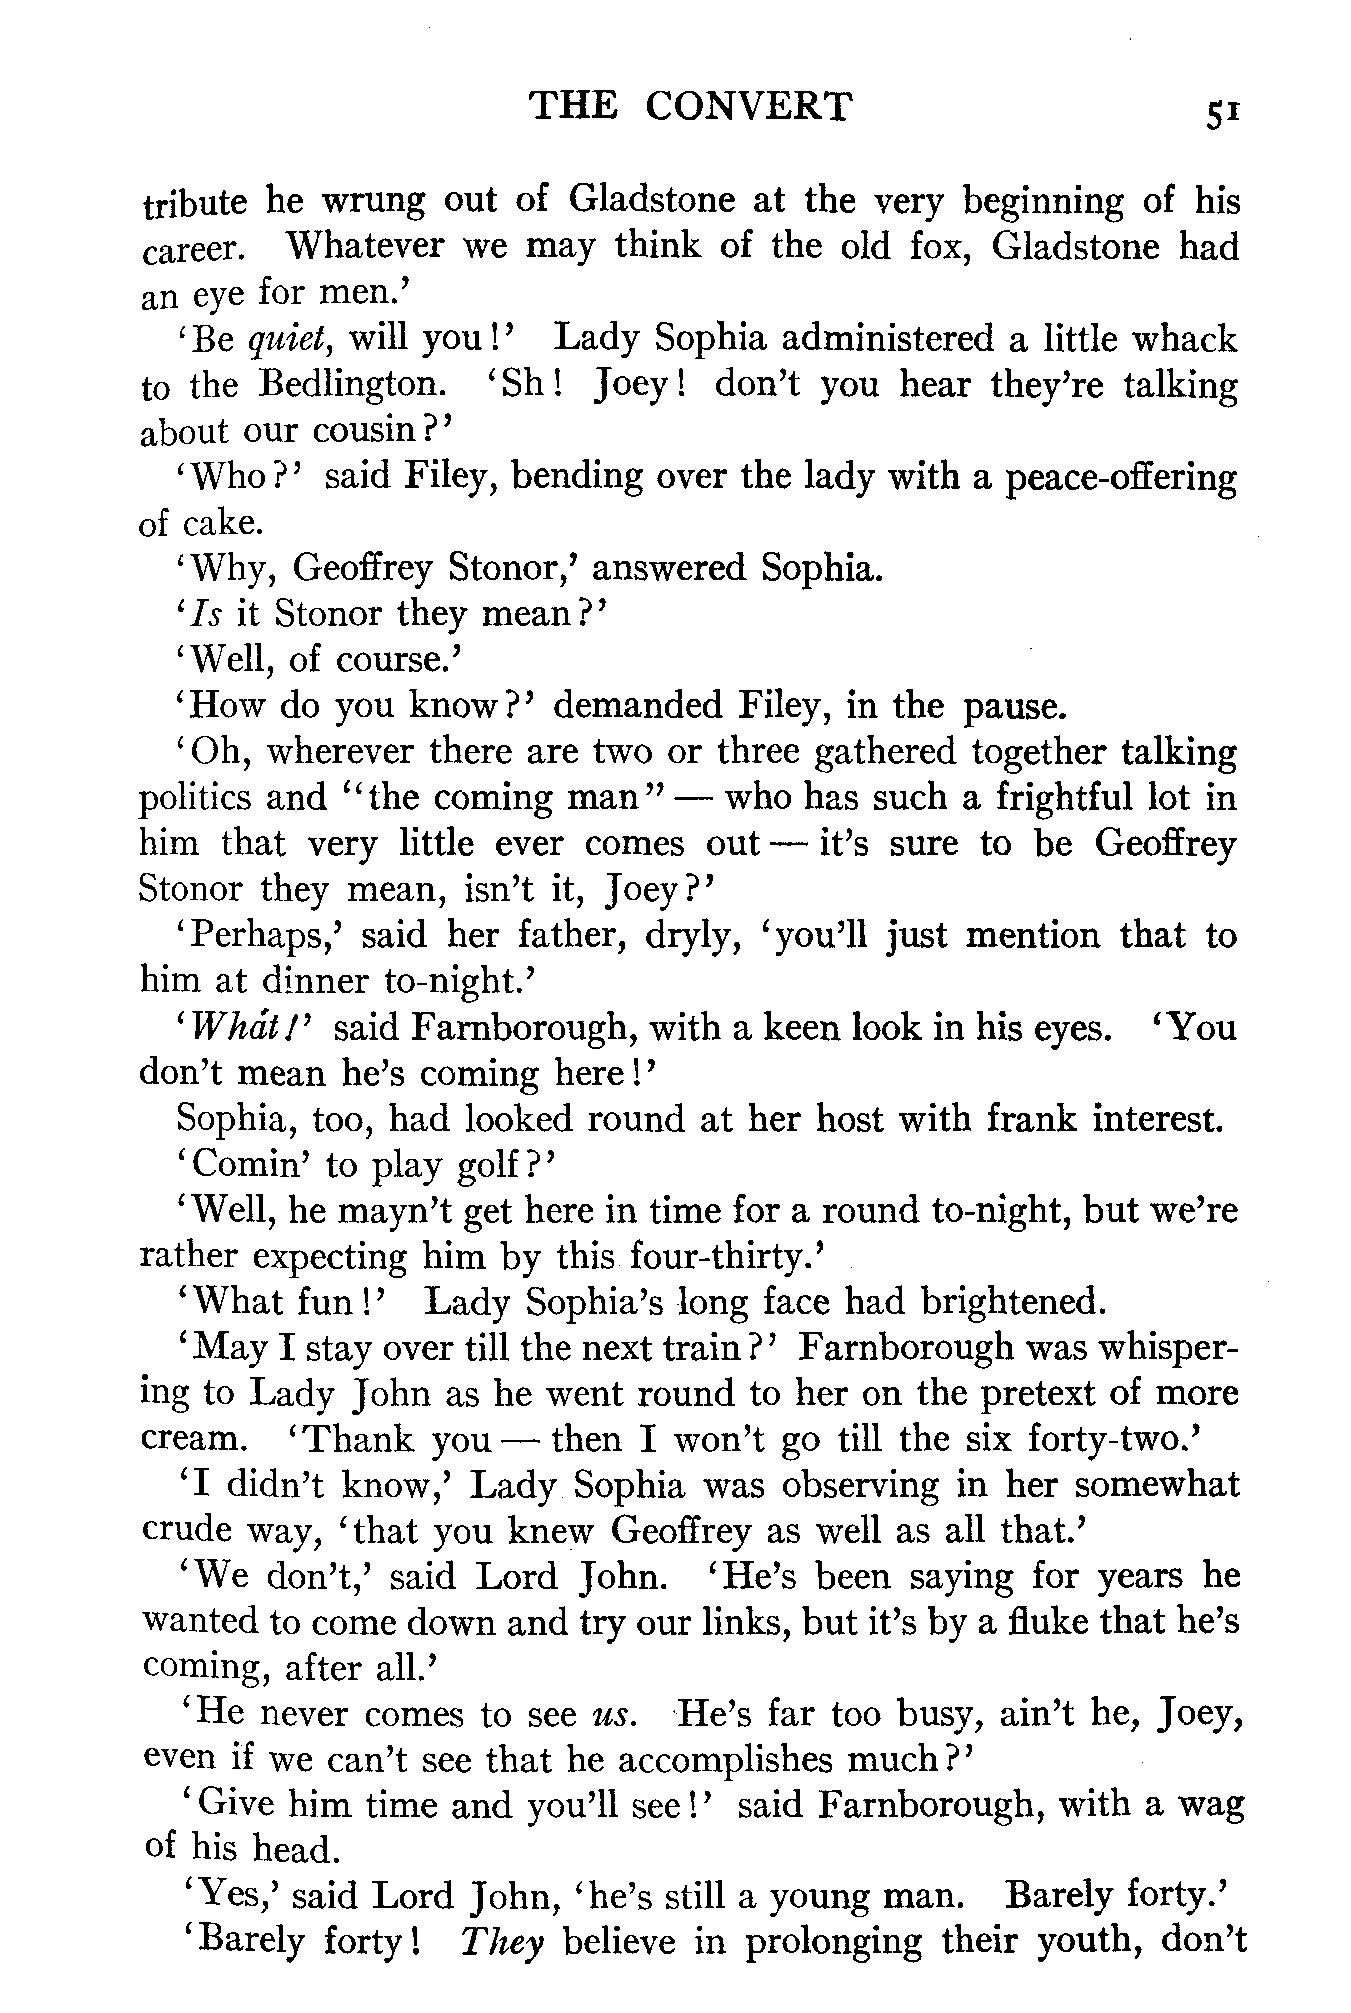 THE CONVERT 51
tribute he wrung out of Gladstone at the very beginning of his
career. Whatever we may think of the old fox, Gladstone had
an eye for men.’
‘Be quiet, will you!’ Lady Sophia administered a little whack
to the Bedlington. ‘Sh! Joey! don’t you hear they’re talking
about our cousin?’
‘Who?’ said Filey, bending over the lady with a peace-offering
of cake.
‘Why, Geoffrey Stonor,’ answered Sophia.
‘Is it Stonor they mean?’
‘Well, of course.’
‘How do you know?’ demanded Filey, in the pause.
‘Oh, wherever there are two or three gathered together talking
politics and “the coming man” — who has such a frightful lot in
him that very little ever comes out — it’s sure to be Geoffrey
Stonor they mean, isn’t it, Joey?’
‘Perhaps,’ said her father, dryly, ‘you’ll just mention that to
him at dinner to-night.’
‘What!’ said Farnborough, with a keen look in his eyes. ‘You
don’t mean he’s coming here!’
Sophia, too, had looked round at her host with frank interest.
‘Comin’ to play golf?’
‘Well, he mayn’t get here in time for a round to-night, but we’re
rather expecting him by this four-thirty.’
‘What fun!’ Lady Sophia’s long face had brightened.
‘May I stay over till the next train?’ Farnborough was whisper-
ing to Lady John as he went round to her on the pretext of more
cream. ‘Thank you — then I won’t go till the six forty-two.’
‘I didn’t know,’ Lady Sophia was observing in her somewhat
crude way, ‘that you knew Geoffrey as well as all that.’
‘We don’t,’ said Lord John. ‘He’s been saying for years he
wanted to come down and try our links, but it’s by a fluke that he’s
coming, after all.’
‘He never comes to see us. He’s far too busy, ain’t he, Joey,
even if we can’t see that he accomplishes much?’
‘Give him time and you’ll see!’ said Farnborough, with a wag
of his head.
‘Yes,’ said Lord John, ‘he’s still a young man. Barely forty.’
‘Barely forty! They believe in prolonging their youth, don’t